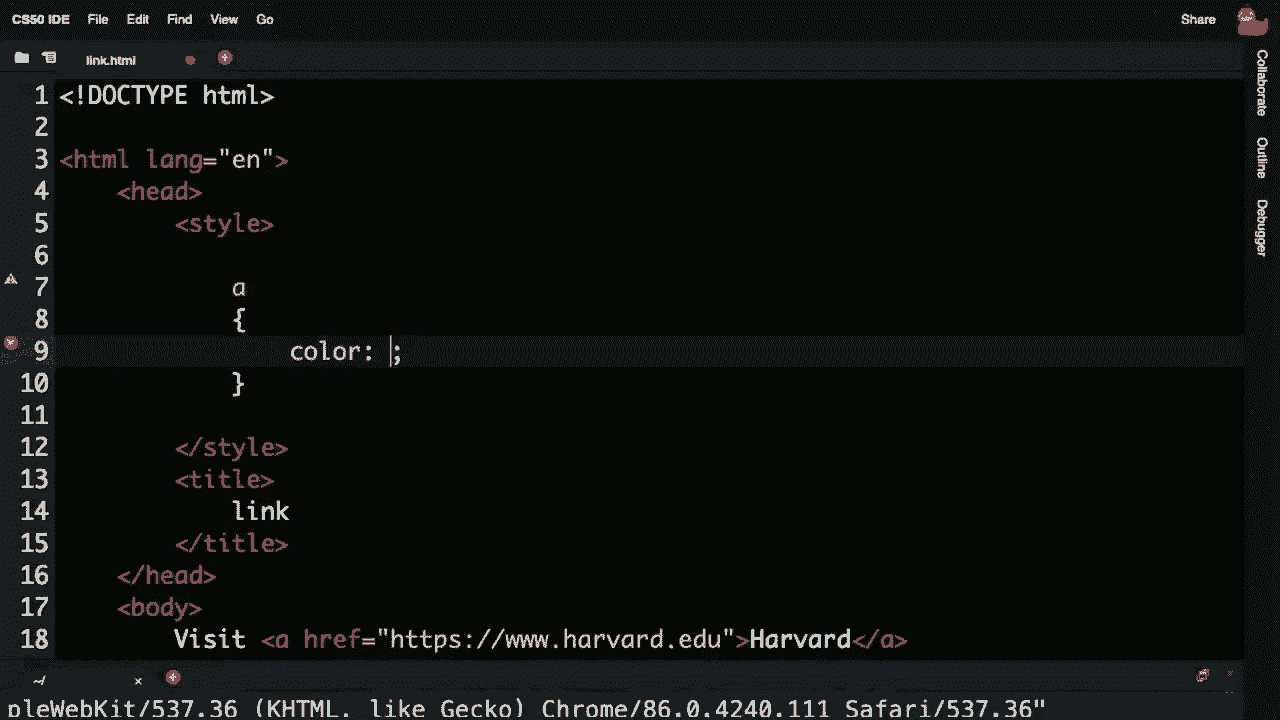 CS50 IDE File Edit Find View Go Share
link.html
Collaborate
Outline
Debugger
1 <!DOCTYPE html>
2
3 <html lang="en">
4 <head>
5 <style>
6
7 a
8 {
9 color: ;
10 }
11
12 </style>
13 <title>
14 link
15 </title>
16 </head>
17 <body>
18 Visit <a href="https://www.harvard.edu">Harvard</a>
~/
pleWebKit/537.36 (KHTML, like Gecko) Chrome/86.0.4240.111 Safari/537.36"